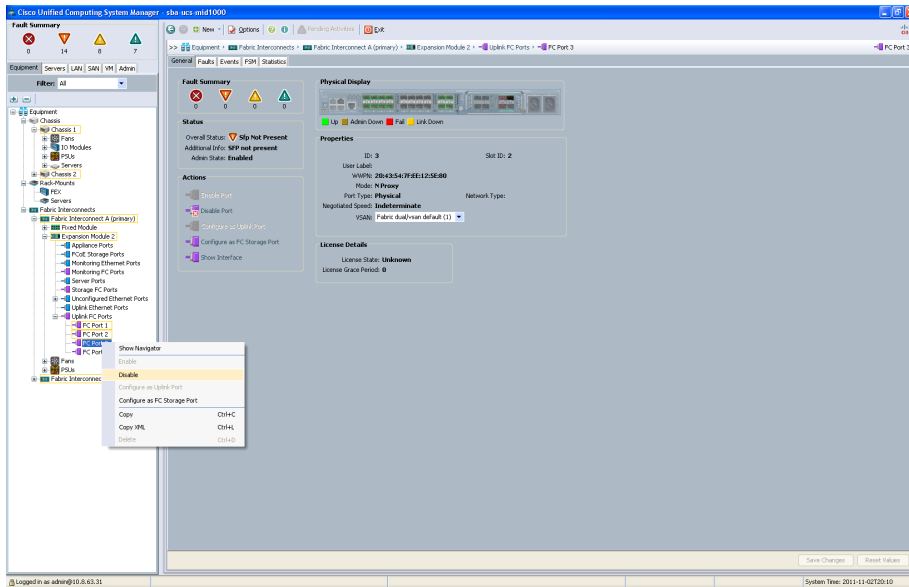 Cisco Unified Computing System Manager - sba-ucs-mid1000
Fault Summary
0 14 8 7
Equipment Servers LAN SAN VM Admin
Filter: All
Equipment
Chassis
Chassis 1
Fans
IO Modules
PSUs
Servers
Chassis 2
Rack-Mounts
FEX
Servers
Fabric Interconnects
Fabric Interconnect A (primary)
Fixed Module
Expansion Module 2
Appliance Ports
FCoE Storage Ports
Monitoring Ethernet Ports
Monitoring FC Ports
Server Ports
Storage FC Ports
Unconfigured Ethernet Ports
Uplink Ethernet Ports
Uplink FC Ports
FC Port 1
FC Port 2
FC Port
FC Port
Fans
PSUs
Fabric Interconnec
Show Navigator
Enable
Disable
Configure as Uplink Port
Configure as FC Storage Port
Copy Ctrl+C
Copy XML Ctrl+L
Delete Ctrl+D
New Options Pending Activities Exit
>> Equipment Fabric Interconnects Fabric Interconnect A (primary) Expansion Module 2 Uplink FC Ports FC Port 3
FC Port 3
General Faults Events FSM Statistics
Fault Summary
0 0 0 0
Status
Overall Status: Sfp Not Present
Additional Info: SFP not present
Admin State: Enabled
Actions
Enable Port
Disable Port
Configure as Uplink Port
Configure as FC Storage Port
Show Interface
Physical Display
Up Admin Down Fail Link Down
Properties
ID: 3 Slot ID: 2
User Label:
WWPN: 20:43:54:7F:EE:12:5E:80
Mode: N Proxy
Port Type: Physical Network Type:
Negotiated Speed: Indeterminate
VSAN: Fabric dual/vsan default (1)
License Details
License State: Unknown
License Grace Period: 0
Save Changes Reset Values
Logged in as admin@10.8.63.31
System Time: 2011-11-02T20:10